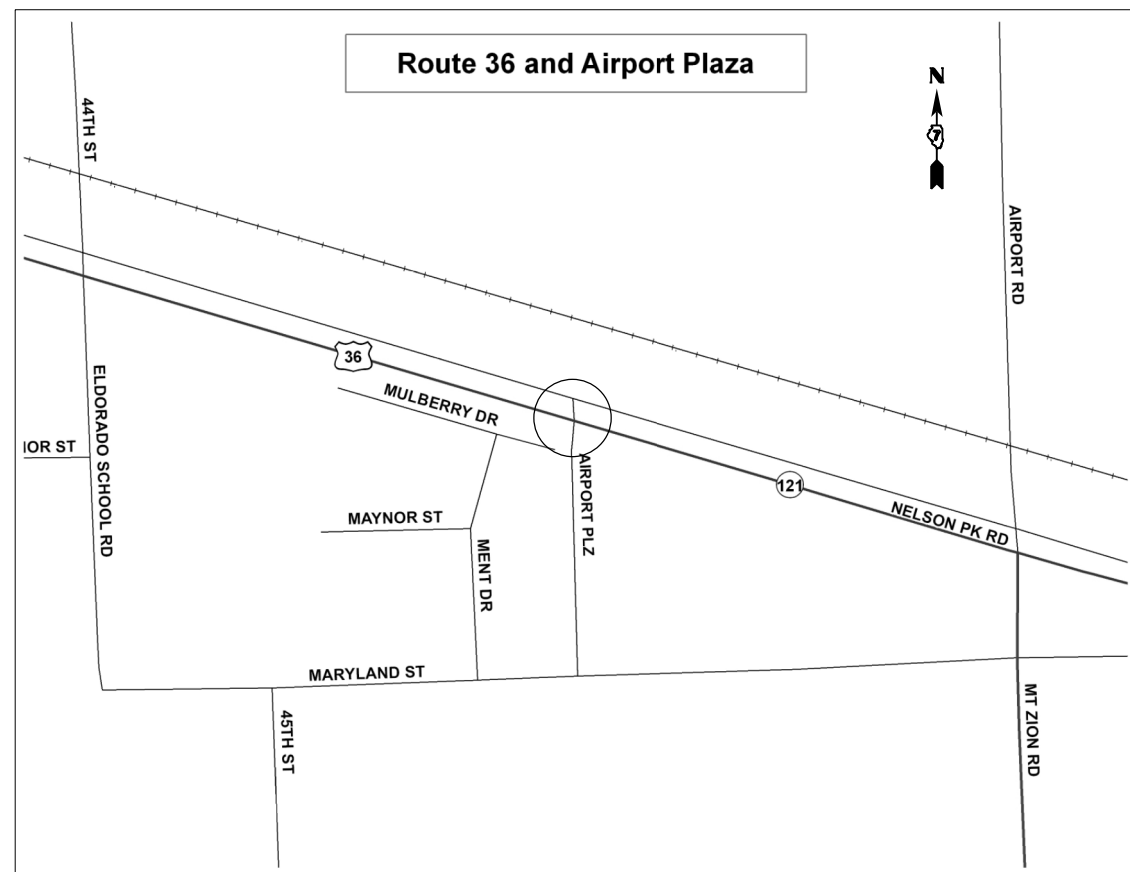 Route 36 and Airport Plaza
N
7
44TH ST
AIRPORT RD
36
MULBERRY DR
ELDORADO SCHOOL RD
IOR ST
AIRPORT PLZ
121
NELSON PK RD
MAYNOR ST
MENT DR
MARYLAND ST
45TH ST
MT ZION RD